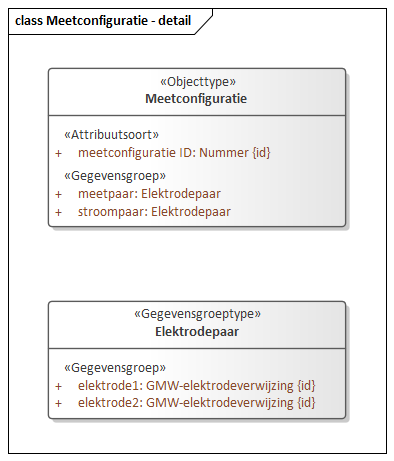 class Meetconfiguratie - detail
«Objecttype»
Meetconfiguratie
«Attribuutsoort»
+ meetconfiguratie ID: Nummer {id}
«Gegevensgroep»
+ meetpaar: Elektrodepaar
+ stroompaar: Elektrodepaar
«Gegevensgroeptype»
Elektrodepaar
«Gegevensgroep»
+ elektrode1: GMW-elektrodeverwijzing {id}
+ elektrode2: GMW-elektrodeverwijzing {id}